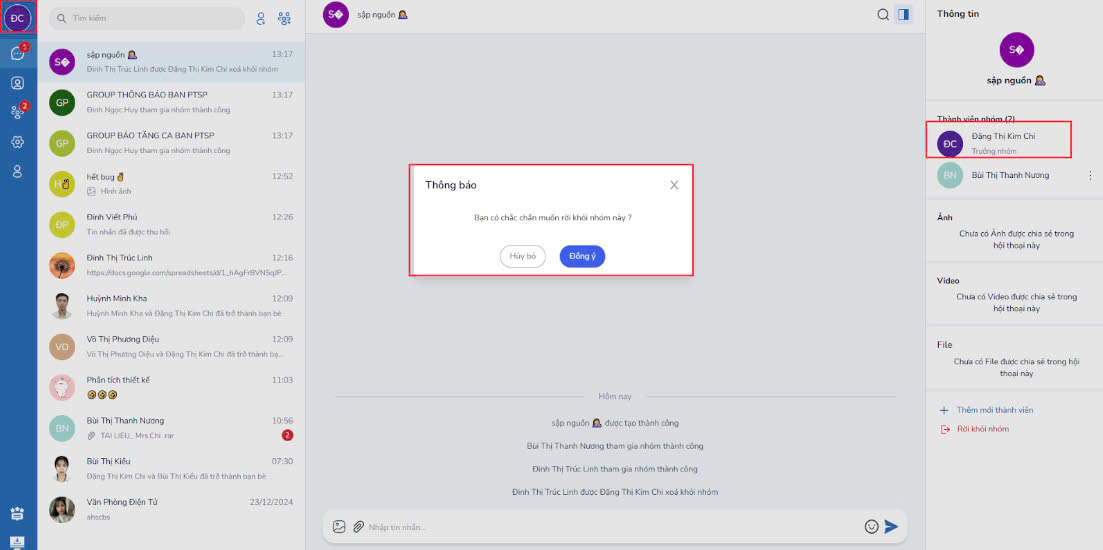 ĐC
5
2
Tìm kiếm
S�
sập nguồn 🤷‍♀️
13:17
Đinh Thị Trúc Linh được Đặng Thị Kim Chi xoá khỏi nhóm
GP
GROUP THÔNG BÁO BAN PTSP
13:17
Đinh Ngọc Huy tham gia nhóm thành công
GP
GROUP BÁO TĂNG CA BAN PTSP
13:17
Đinh Ngọc Huy tham gia nhóm thành công
hết bug ✌
12:52
Hình ảnh
ĐP
Đinh Viết Phú
12:26
Tin nhắn đã được thu hồi
Đinh Thị Trúc Linh
12:16
Huỳnh Minh Kha
12:09
Huỳnh Minh Kha và Đặng Thị Kim Chi đã trở thành bạn bè
VD
Võ Thị Phương Diệu
12:09
Võ Thị Phương Diệu và Đặng Thị Kim Chi đã trở thành bạ...
Phân tích thiết kế
11:03
🤣🤣🤣
BN
Bùi Thị Thanh Nương
10:56
TAI LIEU_ Mrs.Chi .rar
2
Bùi Thị Kiều
07:30
Đặng Thị Kim Chi và Bùi Thị Kiều đã trở thành bạn bè
Văn Phòng Điện Tử
23/12/2024
ahscbs
S�
sập nguồn 🤷‍♀️
Thông báo
Bạn có chắc chắn muốn rời khỏi nhóm này ?
Hủy bỏ
Đồng ý
Hôm nay
sập nguồn 🤷‍♀️ được tạo thành công
Bùi Thị Thanh Nương tham gia nhóm thành công
Đinh Thị Trúc Linh tham gia nhóm thành công
Đinh Thị Trúc Linh được Đặng Thị Kim Chi xoá khỏi nhóm
Nhập tin nhắn...
Thông tin
S�
sập nguồn 🤷‍♀️
Thành viên nhóm (2)
ĐC
Đặng Thị Kim Chi
Trưởng nhóm
BN
Bùi Thị Thanh Nương
Ảnh
Chưa có Ảnh được chia sẻ trong
hội thoại này
Video
Chưa có Video được chia sẻ trong
hội thoại này
File
Chưa có File được chia sẻ trong hội
thoại này
Thêm mới thành viên
Rời khỏi nhóm